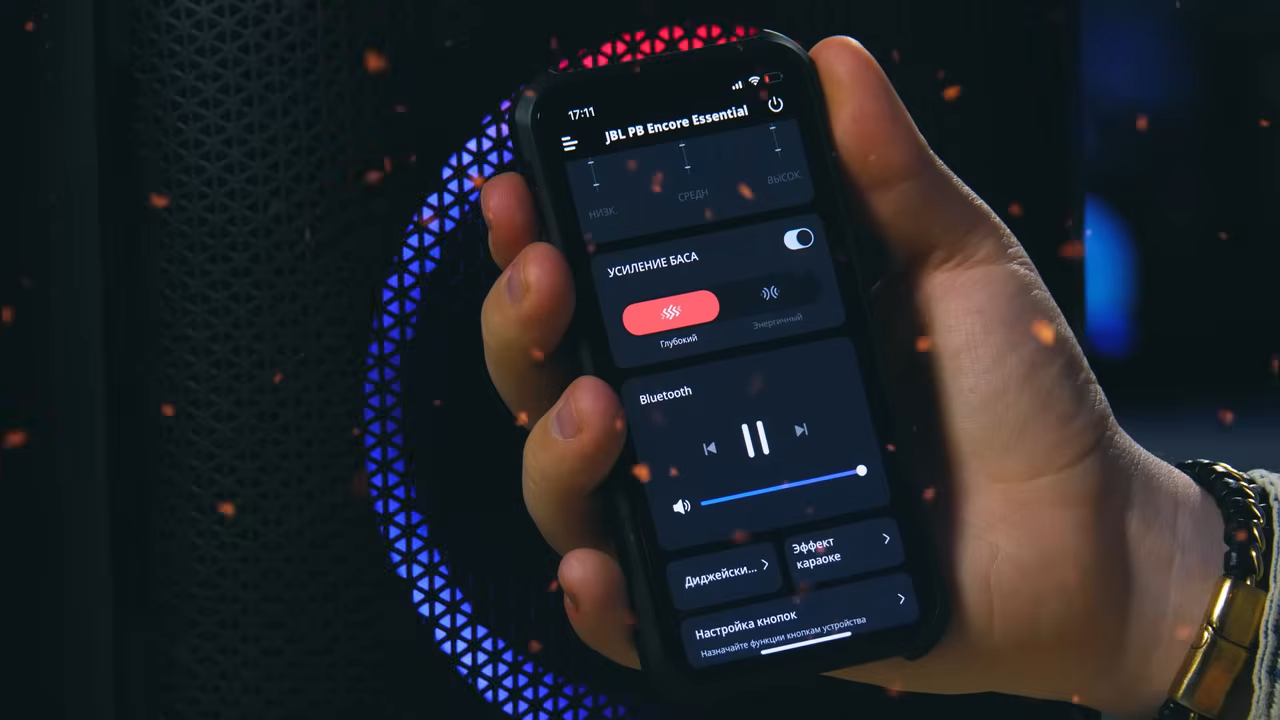 17:11
JBL PB Encore Essential
НИЗК. СРЕДН ВЫСОК.
УСИЛЕНИЕ БАСА
Глубокий Энергичный
Bluetooth
Диджейски...
Эффект
караоке
Настройка кнопок
Назначайте функции кнопкам устройства